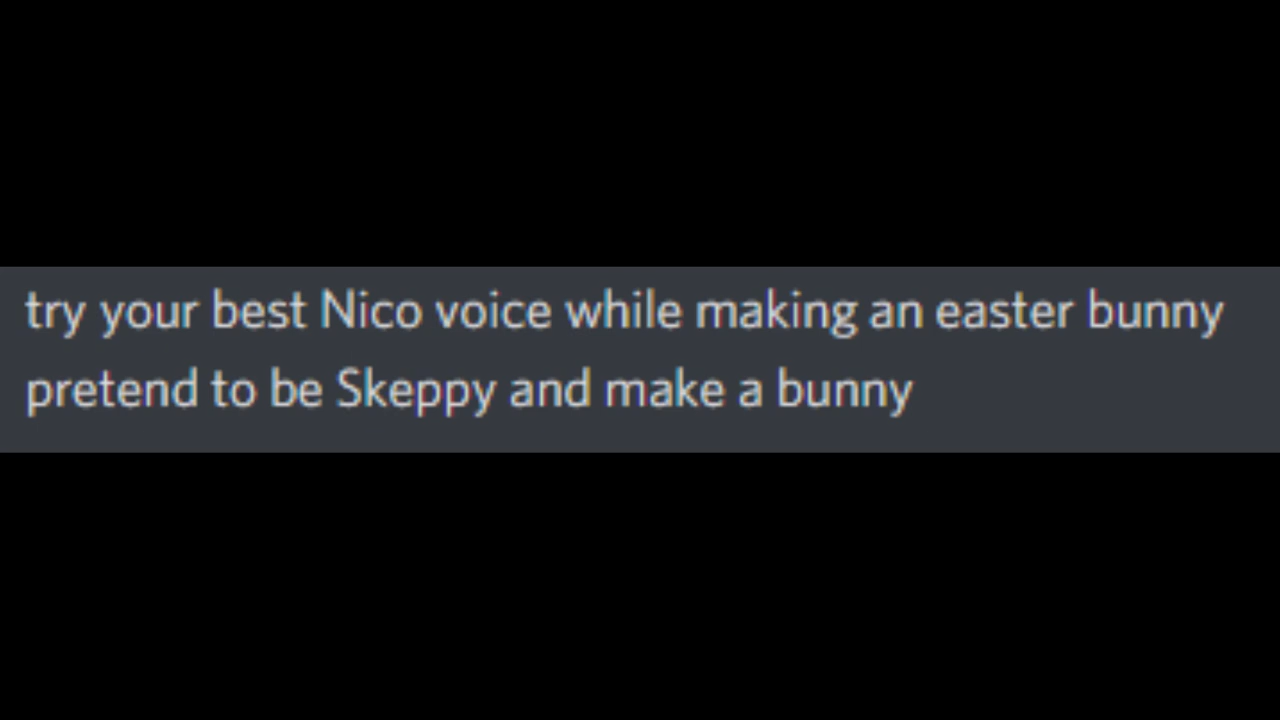 try your best Nico voice while making an easter bunny
pretend to be Skeppy and make a bunny